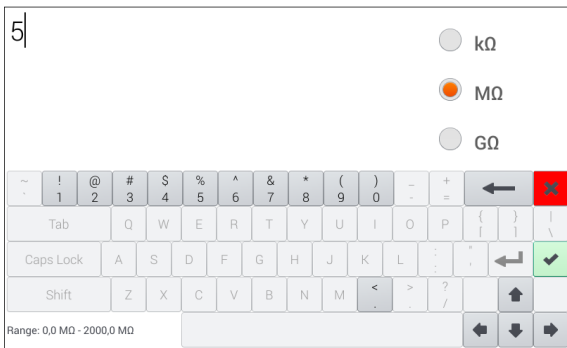 5
kΩ
MΩ
GΩ
~ ! @ # $ % ^ & * ( ) _ +
` 1 2 3 4 5 6 7 8 9 0 - =
Tab Q W E R T Y U I O P { }  |
[ ] \
Caps Lock A S D F G H J K L : "
; '
Shift Z X C V B N M < > ?
, . /
Range: 0,0 MΩ - 2000,0 MΩ